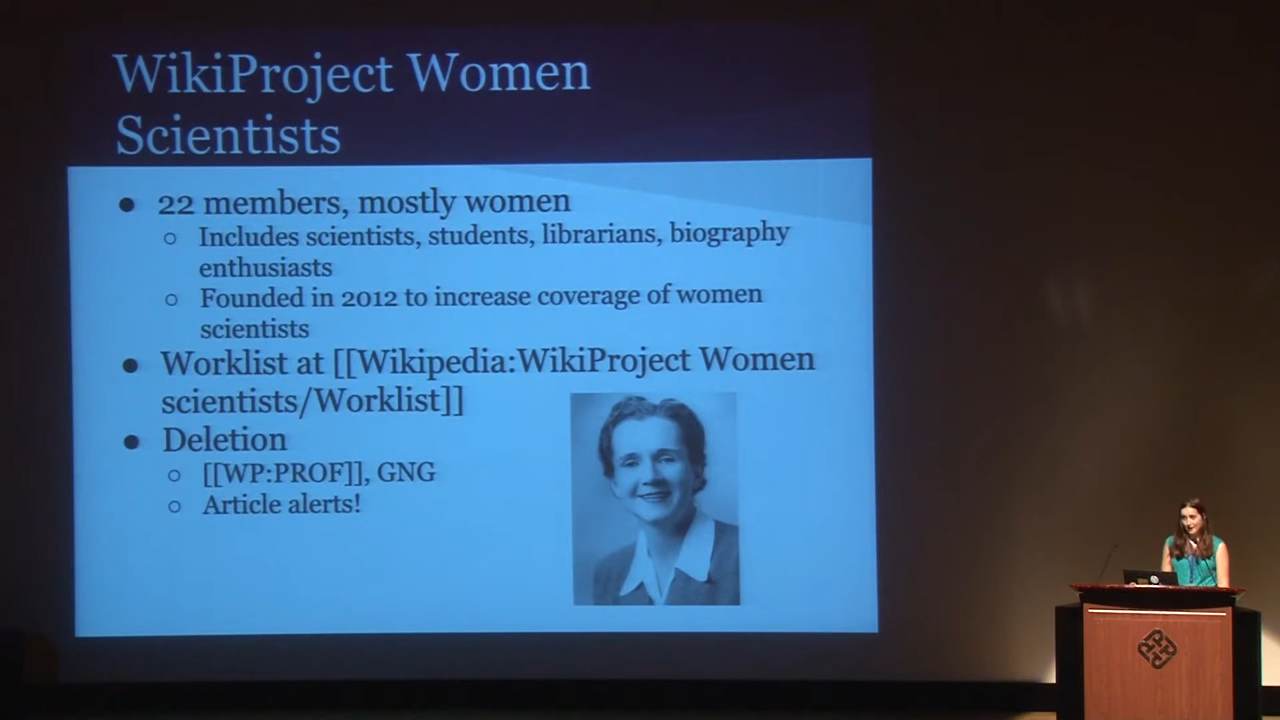 WikiProject Women
Scientists
● 22 members, mostly women
○ Includes scientists, students, librarians, biography
enthusiasts
○ Founded in 2012 to increase coverage of women
scientists
● Worklist at [[Wikipedia:WikiProject Women
scientists/Worklist]]
● Deletion
○ [[WP:PROF]], GNG
○ Article alerts!